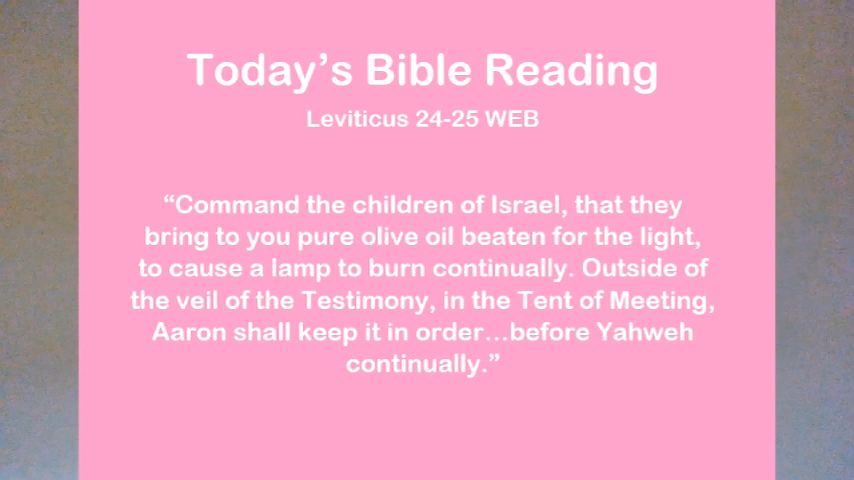 Today’s Bible Reading
Leviticus 24-25 WEB
“Command the children of Israel, that they
bring to you pure olive oil beaten for the light,
to cause a lamp to burn continually. Outside of
the veil of the Testimony, in the Tent of Meeting,
Aaron shall keep it in order...before Yahweh
continually.”